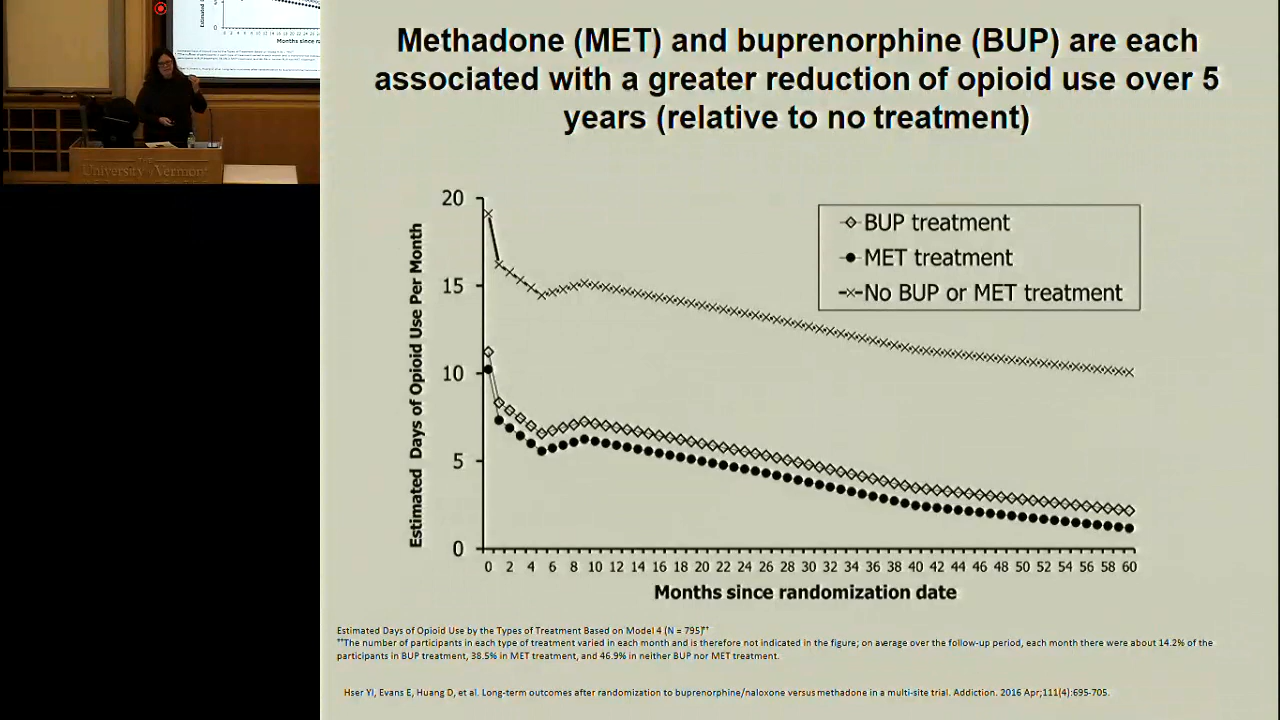 Methadone (MET) and buprenorphine (BUP) are each
associated with a greater reduction of opioid use over 5
years (relative to no treatment)
20
15
10
5
0
Estimated Days of Opioid Use Per Month
BUP treatment
MET treatment
No BUP or MET treatment
0 2 4 6 8 10 12 14 16 18 20 22 24 26 28 30 32 34 36 38 40 42 44 46 48 50 52 54 56 58 60
Months since randomization date
Estimated Days of Opioid Use by the Types of Treatment Based on Model 4 (N = 795)††
††The number of participants in each type of treatment varied in each month and is therefore not indicated in the figure; on average over the follow-up period, each month there were about 14.2% of the
participants in BUP treatment, 38.5% in MET treatment, and 46.9% in neither BUP nor MET treatment.
Hser YI, Evans E, Huang D, et al. Long-term outcomes after randomization to buprenorphine/naloxone versus methadone in a multi-site trial. Addiction. 2016 Apr;111(4):695-705.
THE
University of Vermont